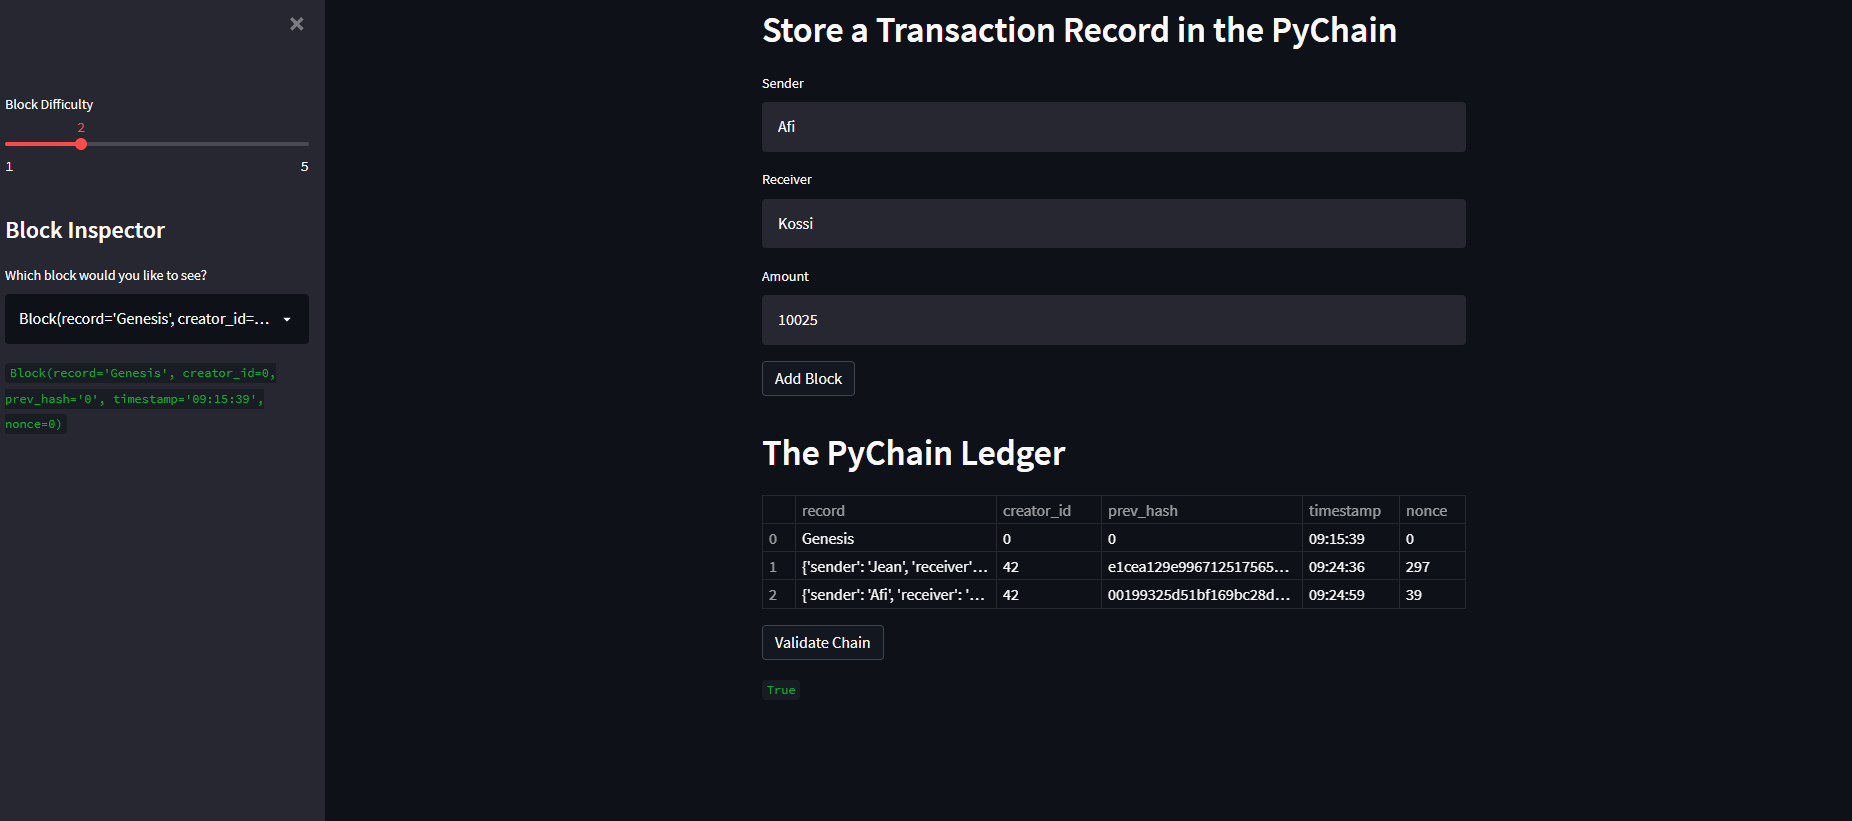 ×
Block Difficulty
2
1 5
Block Inspector
Which block would you like to see?
Block(record='Genesis', creator_id=...
Block(record='Genesis', creator_id=0,
prev_hash='0', timestamp='09:15:39',
nonce=0)
Store a Transaction Record in the PyChain
Sender
Afi
Receiver
Kossi
Amount
10025
Add Block
The PyChain Ledger
record creator_id prev_hash timestamp nonce
0 Genesis 0 0 09:15:39 0
1 {'sender': 'Jean', 'receiver'... 42 e1cea129e996712517565... 09:24:36 297
2 {'sender': 'Afi', 'receiver': '... 42 00199325d51bf169bc28d... 09:24:59 39
Validate Chain
True